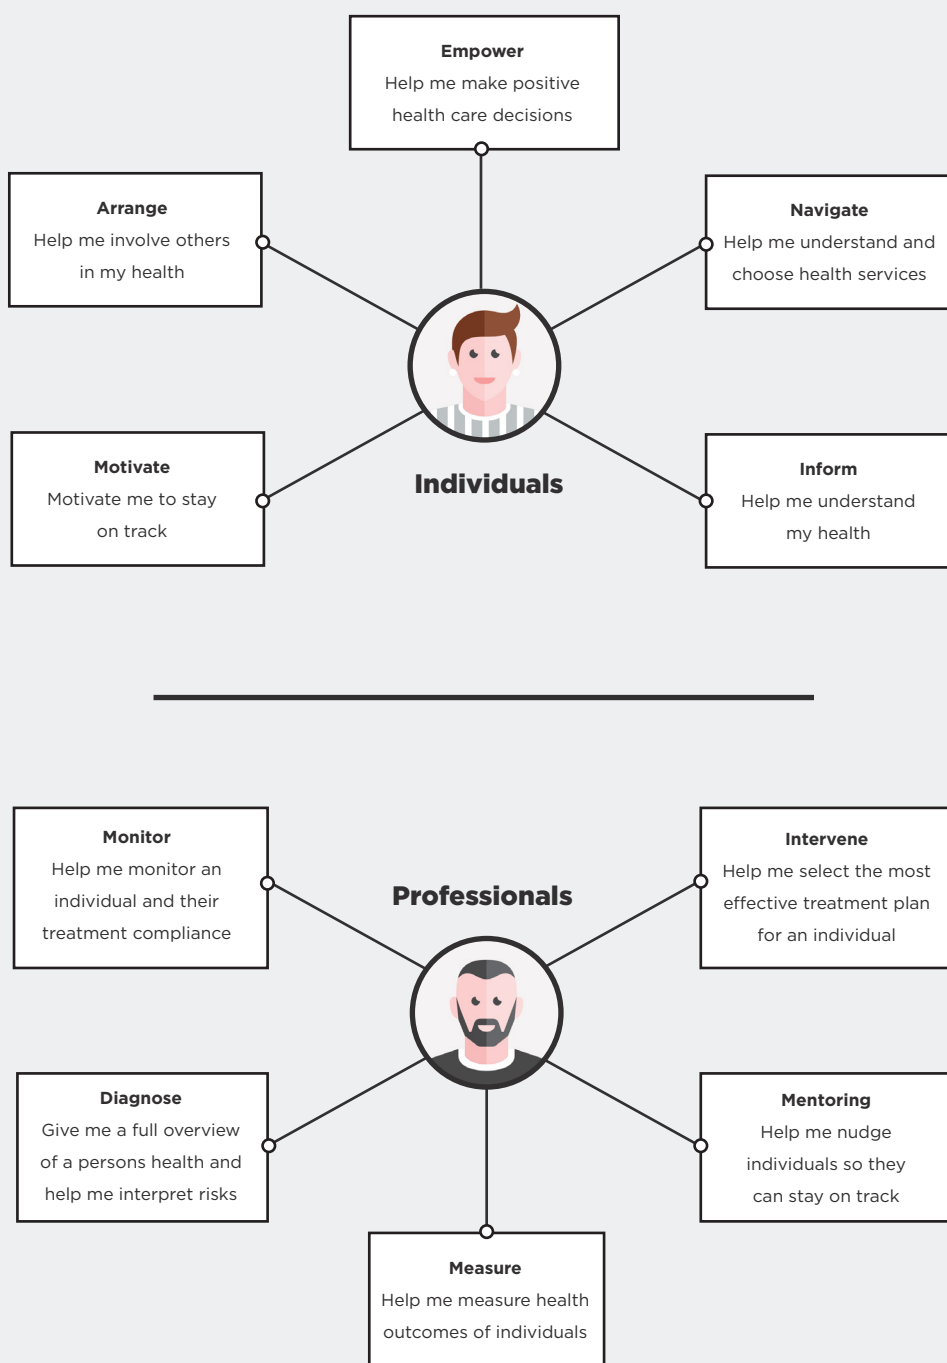 Empower
Help me make positive
health care decisions
Arrange
Help me involve others
in my health
Navigate
Help me understand and
choose health services
Motivate
Motivate me to stay
on track
Individuals
Inform
Help me understand
my health
Monitor
Help me monitor an
individual and their
treatment compliance
Professionals
Intervene
Help me select the most
effective treatment plan
for an individual
Diagnose
Give me a full overview
of a persons health and
help me interpret risks
Mentoring
Help me nudge
individuals so they
can stay on track
Measure
Help me measure health
outcomes of individuals